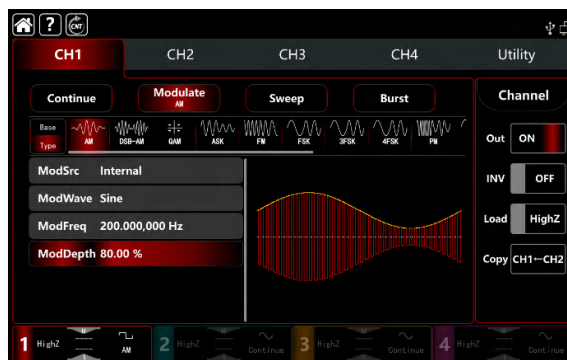 ? CNT
CH1 CH2 CH3 CH4 Utility
Continue Modulate Sweep Burst Channel
AM
Base
Type AM DSB-AM QAM ASK FM FSK 3FSK 4FSK PM
Out ON
ModSrc Internal
INV OFF
ModWave Sine
ModFreq 200.000,000 Hz
Load HighZ
ModDepth 80.00 %
Copy CH1←CH2
1 HighZ AM 2 HighZ Continue 3 HighZ Continue 4 HighZ Continue